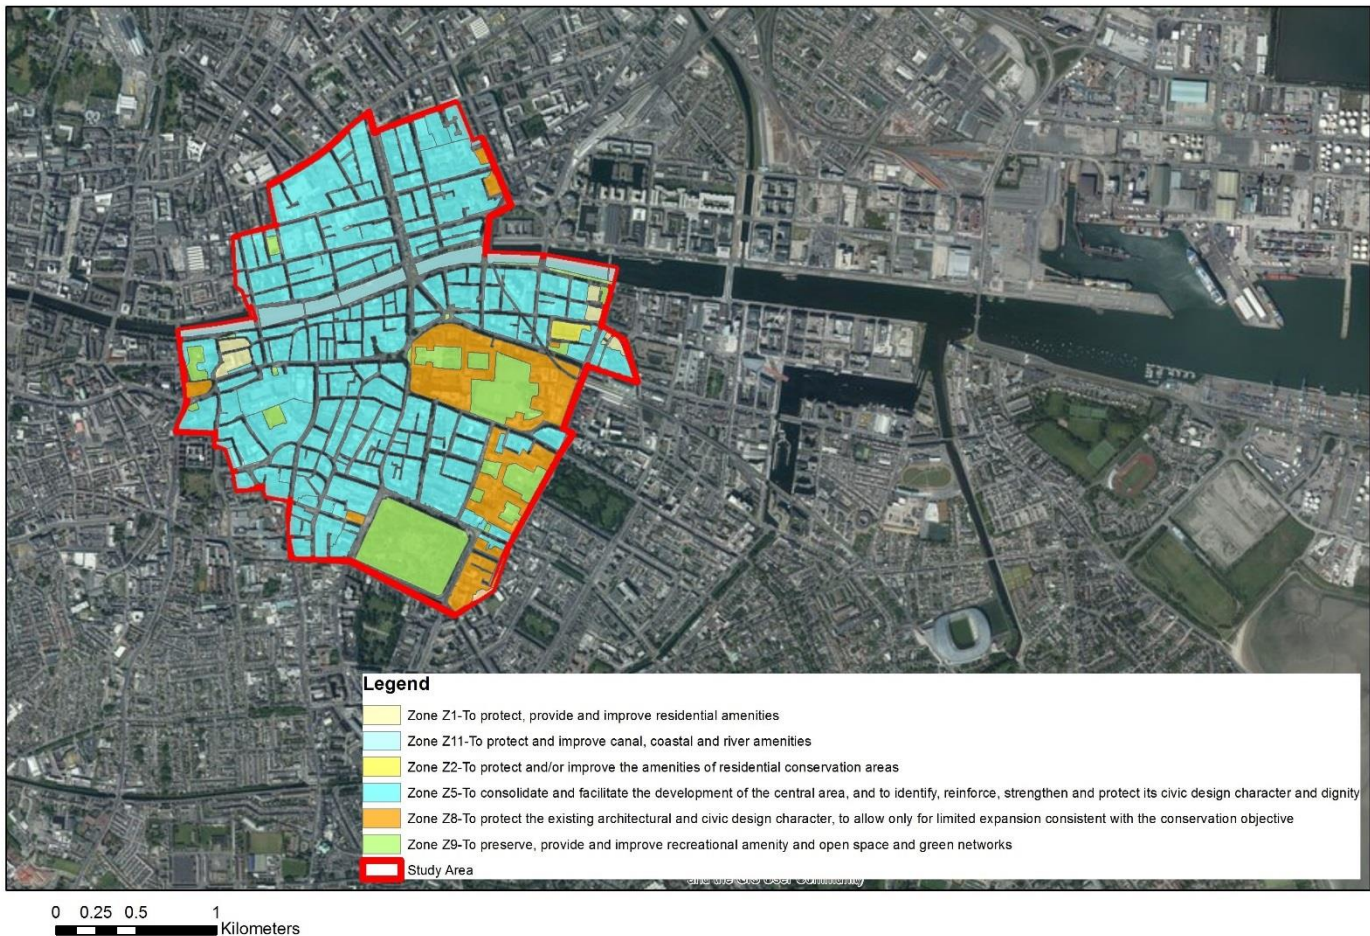 Legend
Zone Z1-To protect, provide and improve residential amenities
Zone Z11-To protect and improve canal, coastal and river amenities
Zone Z2-To protect and/or improve the amenities of residential conservation areas
Zone Z5-To consolidate and facilitate the development of the central area, and to identify, reinforce, strengthen and protect its civic design character and dignity
Zone Z8-To protect the existing architectural and civic design character, to allow only for limited expansion consistent with the conservation objective
Zone Z9-To preserve, provide and improve recreational amenity and open space and green networks
Study Area
and the GIS User Community
0 0.25 0.5 1
Kilometers